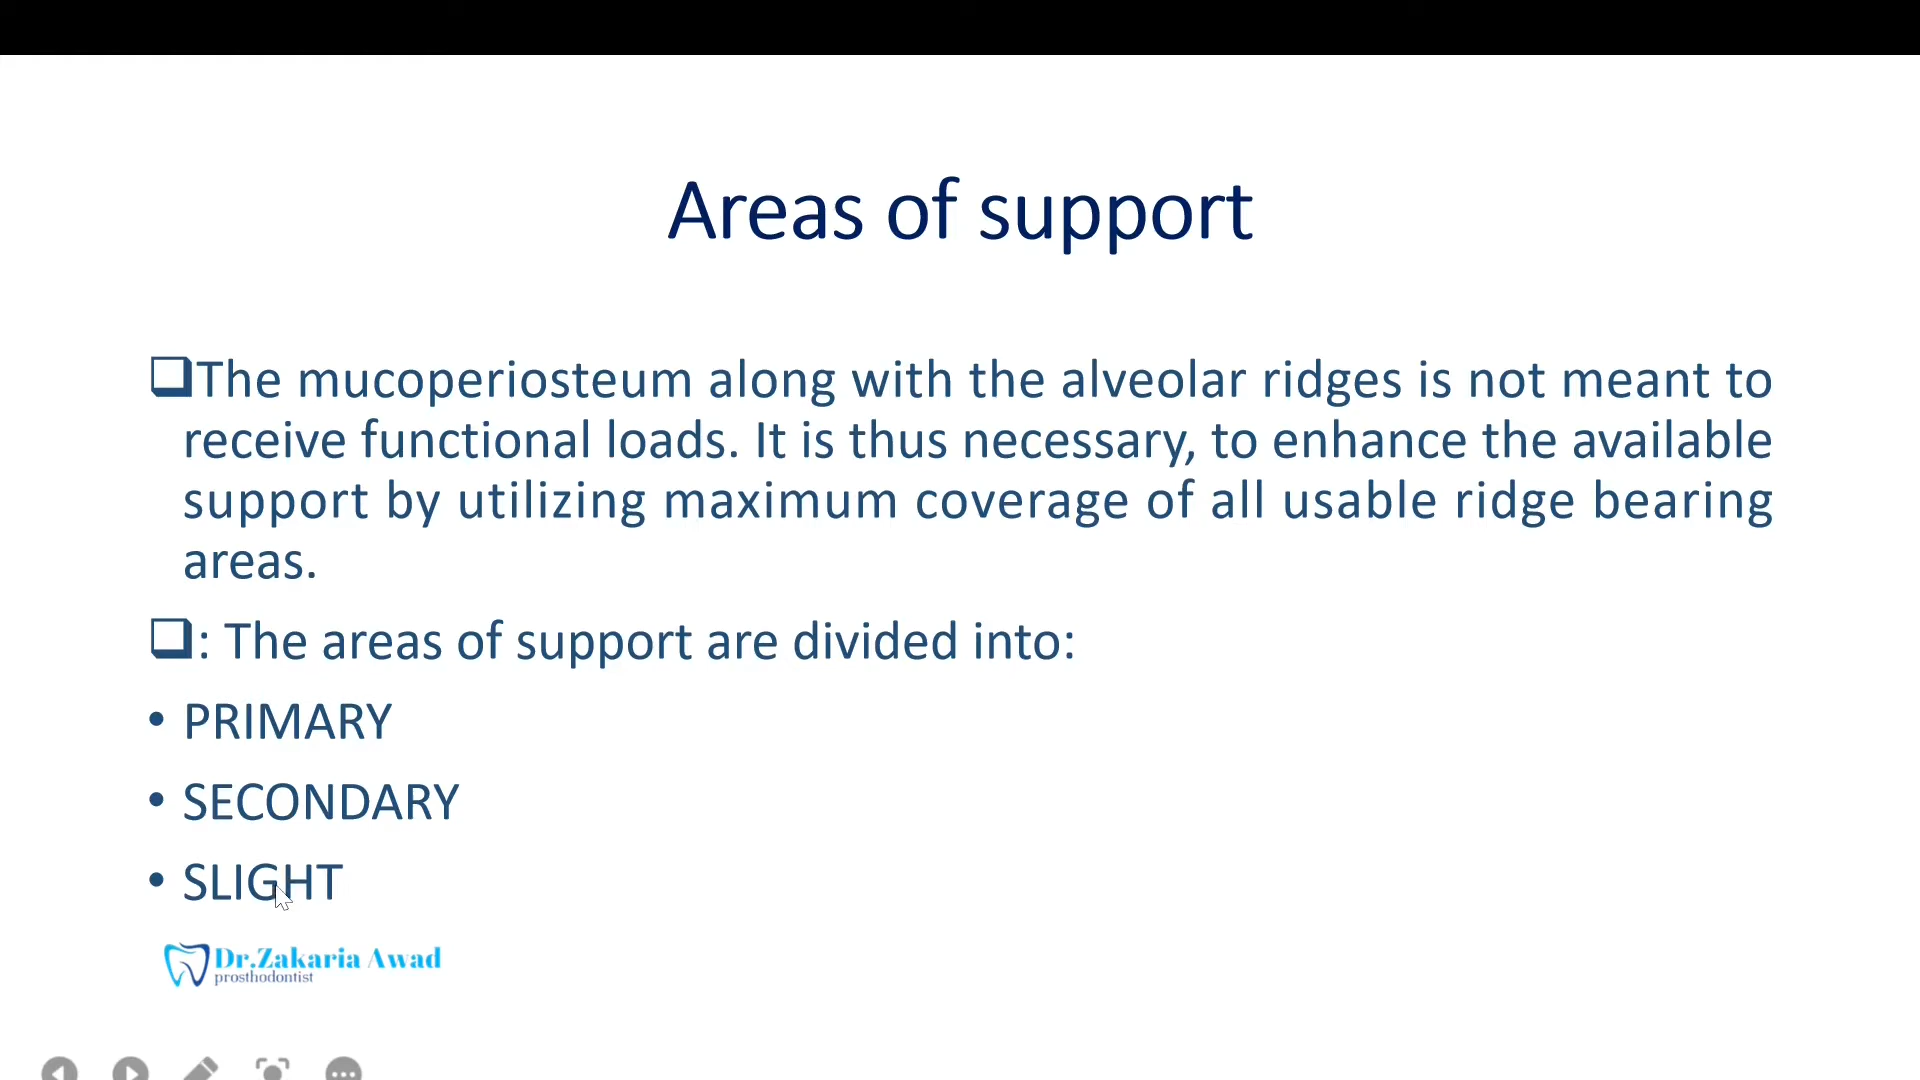 Areas of support
❑The mucoperiosteum along with the alveolar ridges is not meant to
receive functional loads. It is thus necessary, to enhance the available
support by utilizing maximum coverage of all usable ridge bearing
areas.
❑: The areas of support are divided into:
• PRIMARY
• SECONDARY
• SLIGHT
Dr.Zakaria Awad
prosthodontist